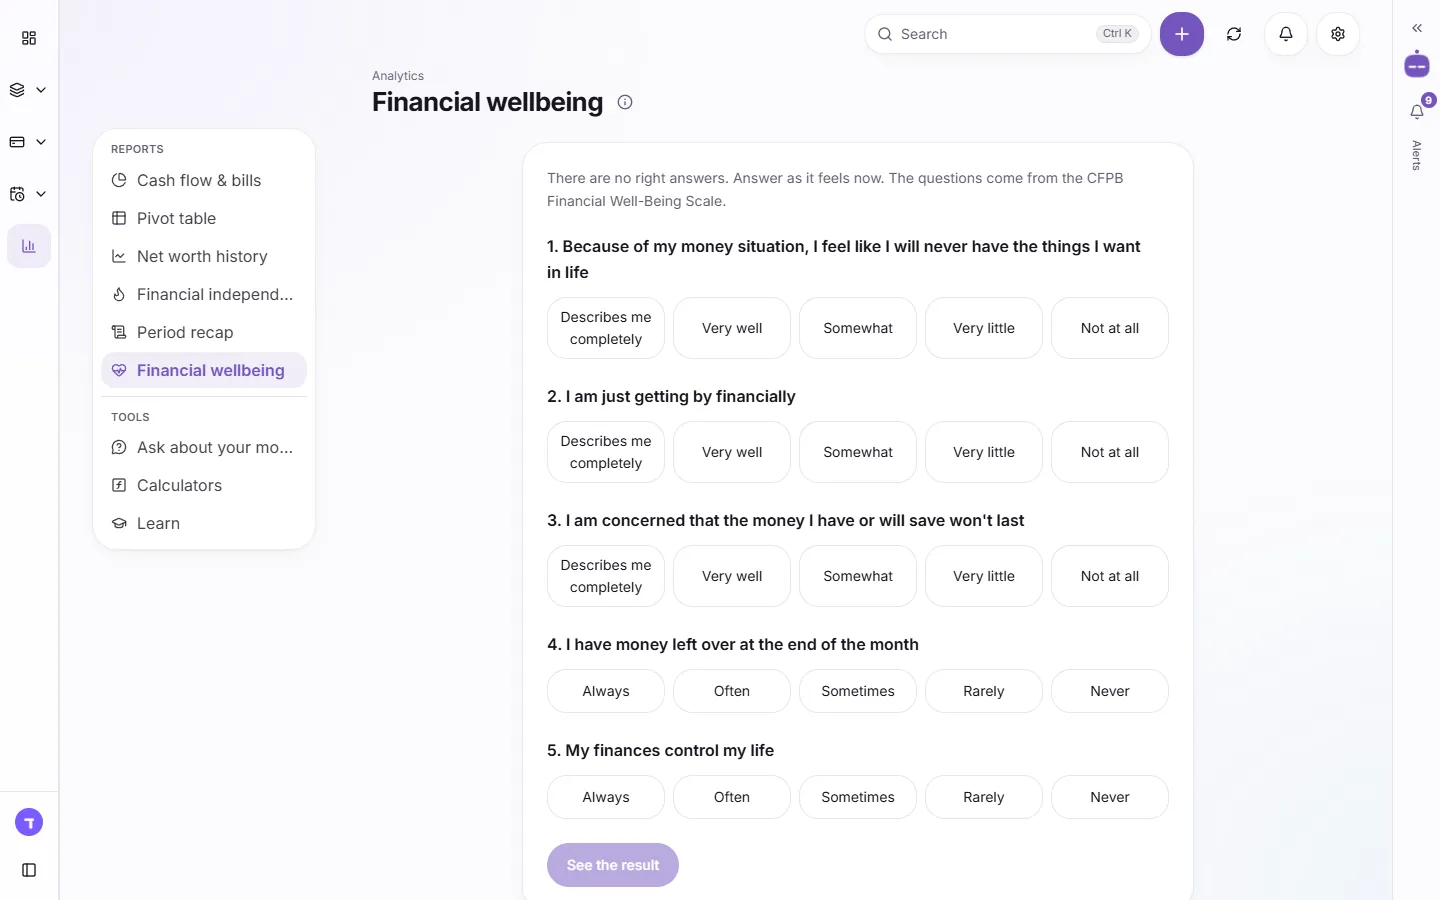 Search
Ctrl K
9
Alerts
Analytics
Financial wellbeing
REPORTS
Cash flow & bills
Pivot table
Net worth history
Financial independ...
Period recap
Financial wellbeing
TOOLS
Ask about your mo...
Calculators
Learn
There are no right answers. Answer as it feels now. The questions come from the CFPB
Financial Well-Being Scale.
1. Because of my money situation, I feel like I will never have the things I want
in life
Describes me
completely
Very well
Somewhat
Very little
Not at all
2. I am just getting by financially
Describes me
completely
Very well
Somewhat
Very little
Not at all
3. I am concerned that the money I have or will save won't last
Describes me
completely
Very well
Somewhat
Very little
Not at all
4. I have money left over at the end of the month
Always
Often
Sometimes
Rarely
Never
5. My finances control my life
Always
Often
Sometimes
Rarely
Never
See the result